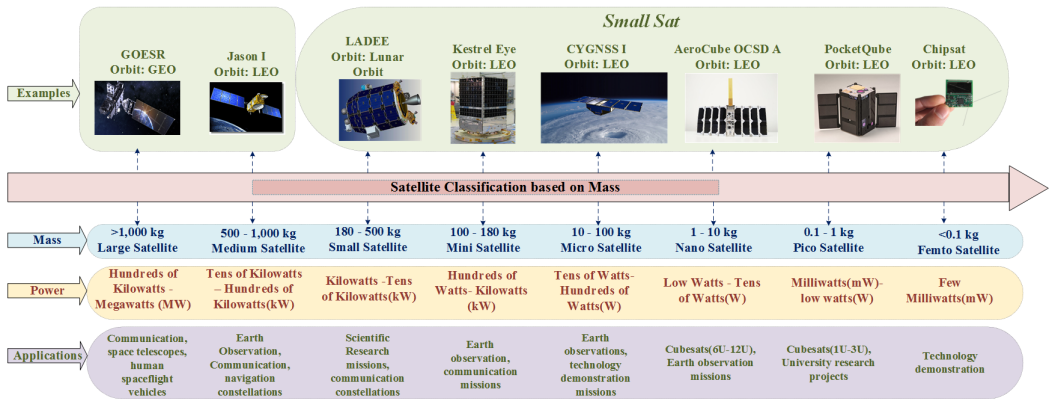 Small Sat
GOESR
Orbit: GEO
Jason I
Orbit: LEO
LADEE
Orbit: Lunar
Orbit
Kestrel Eye
Orbit: LEO
CYGNSS I
Orbit: LEO
AeroCube OCSD A
Orbit: LEO
PocketQube
Orbit: LEO
Chipsat
Orbit: LEO
Examples
Satellite Classification based on Mass
Mass
>1,000 kg
Large Satellite
500 - 1,000 kg
Medium Satellite
180 - 500 kg
Small Satellite
100 - 180 kg
Mini Satellite
10 - 100 kg
Micro Satellite
1 - 10 kg
Nano Satellite
0.1 - 1 kg
Pico Satellite
<0.1 kg
Femto Satellite
Power
Hundreds of
Kilowatts -
Megawatts (MW)
Tens of Kilowatts
– Hundreds of
Kilowatts(kW)
Kilowatts -Tens
of Kilowatts(kW)
Hundreds of
Watts- Kilowatts
(kW)
Tens of Watts-
Hundreds of
Watts(W)
Low Watts - Tens
of Watts(W)
Milliwatts(mW)-
low watts(W)
Few
Milliwatts(mW)
Applications
Communication,
space telescopes,
human
spaceflight
vehicles
Earth
Observation,
Communication,
navigation
constellations
Scientific
Research
missions,
communication
constellations
Earth
observation,
communication
missions
Earth
observations,
technology
demonstration
missions
Cubesats(6U-12U),
Earth observation
missions
Cubesats(1U-3U),
University research
projects
Technology
demonstration